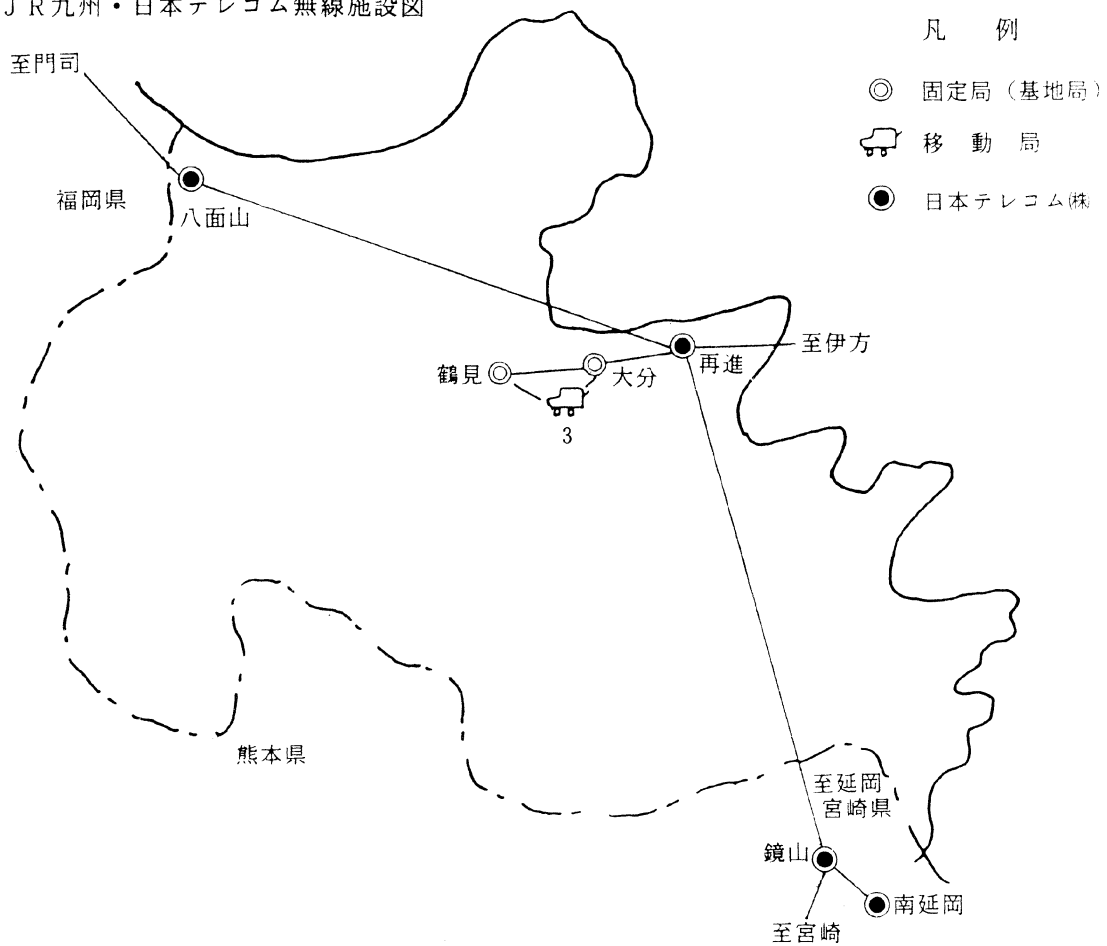 JR九州・日本テレコム無線施設図
凡 例
至門司
固定局(基地局)
移動局
福岡県
八面山
日本テレコム㈱
至伊方
鶴見
大分
再進
3
熊本県
至延岡
宮崎県
鏡山
南延岡
至宮崎